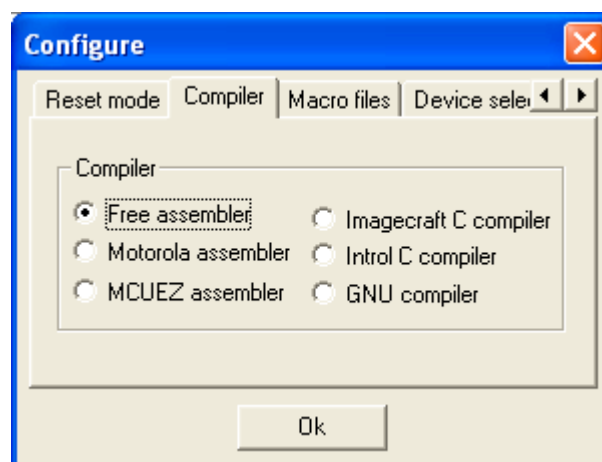 Configure
Reset mode Compiler Macro files Device sele
Compiler
Free assembler
Motorola assembler
MCUEZ assembler
Imagecraft C compiler
Introl C compiler
GNU compiler
Ok